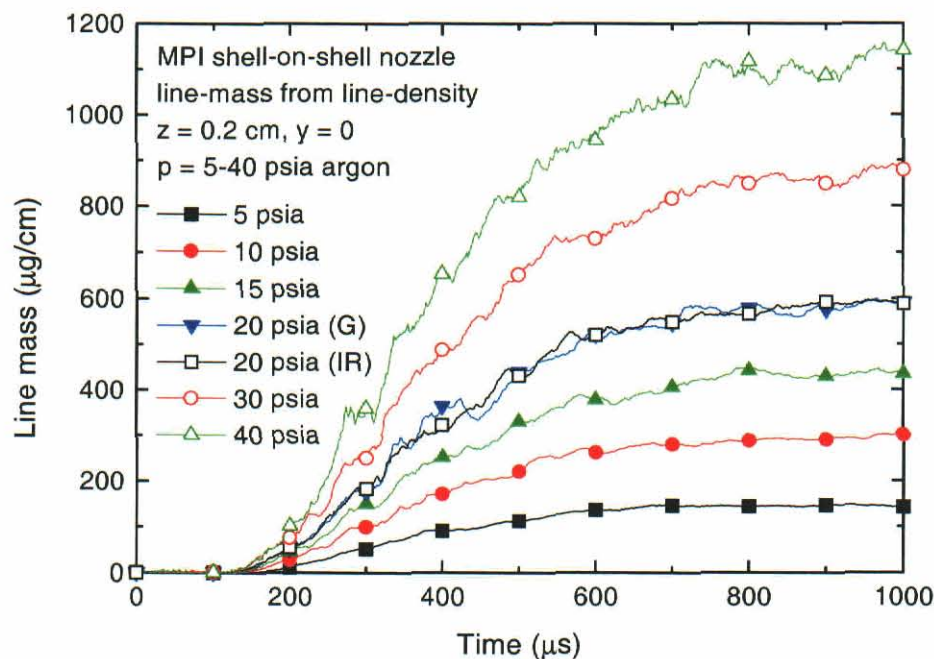 MPI shell-on-shell nozzle
line-mass from line-density
z = 0.2 cm, y = 0
p = 5-40 psia argon
5 psia
10 psia
15 psia
20 psia (G)
20 psia (IR)
30 psia
40 psia
Line mass (µg/cm)
1200
1000
800
600
400
200
0
0 200 400 600 800 1000
Time (µs)